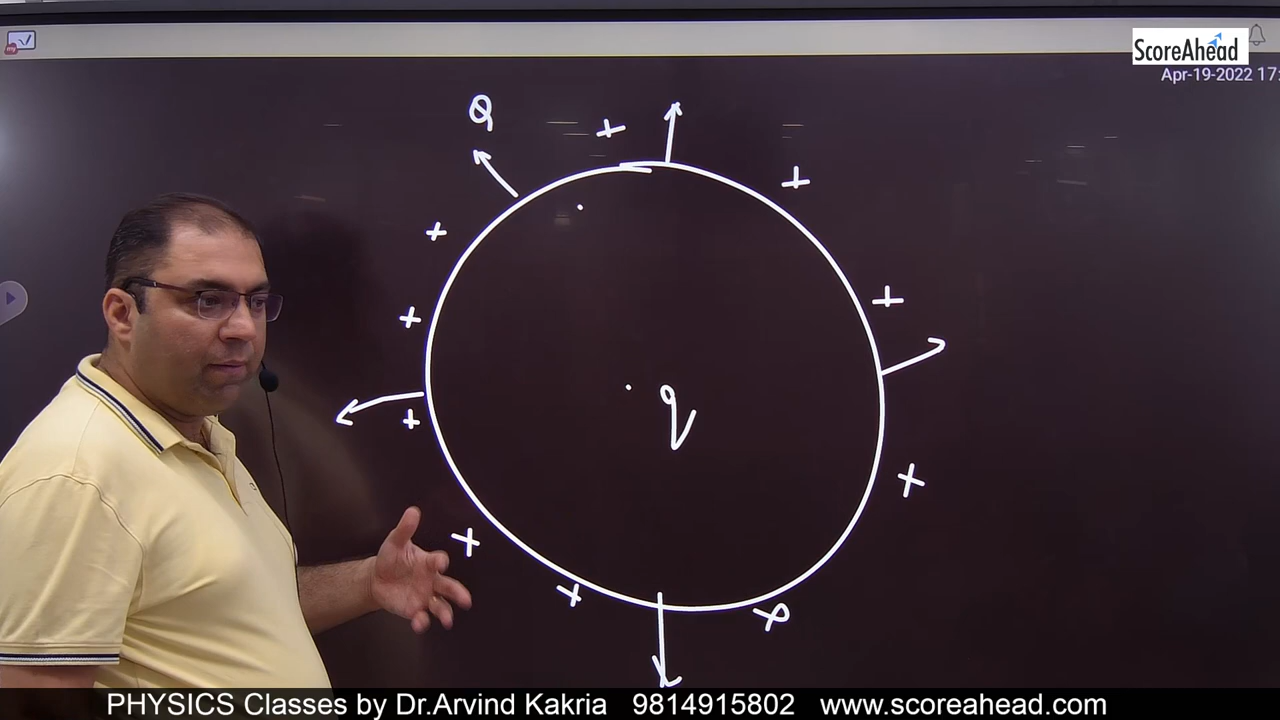 ScoreAhead
Apr-19-2022 17:
Q
+
+
+
+
+
+
+
q
+
+
+
+
PHYSICS Classes by Dr.Arvind Kakria 9814915802 www.scoreahead.com